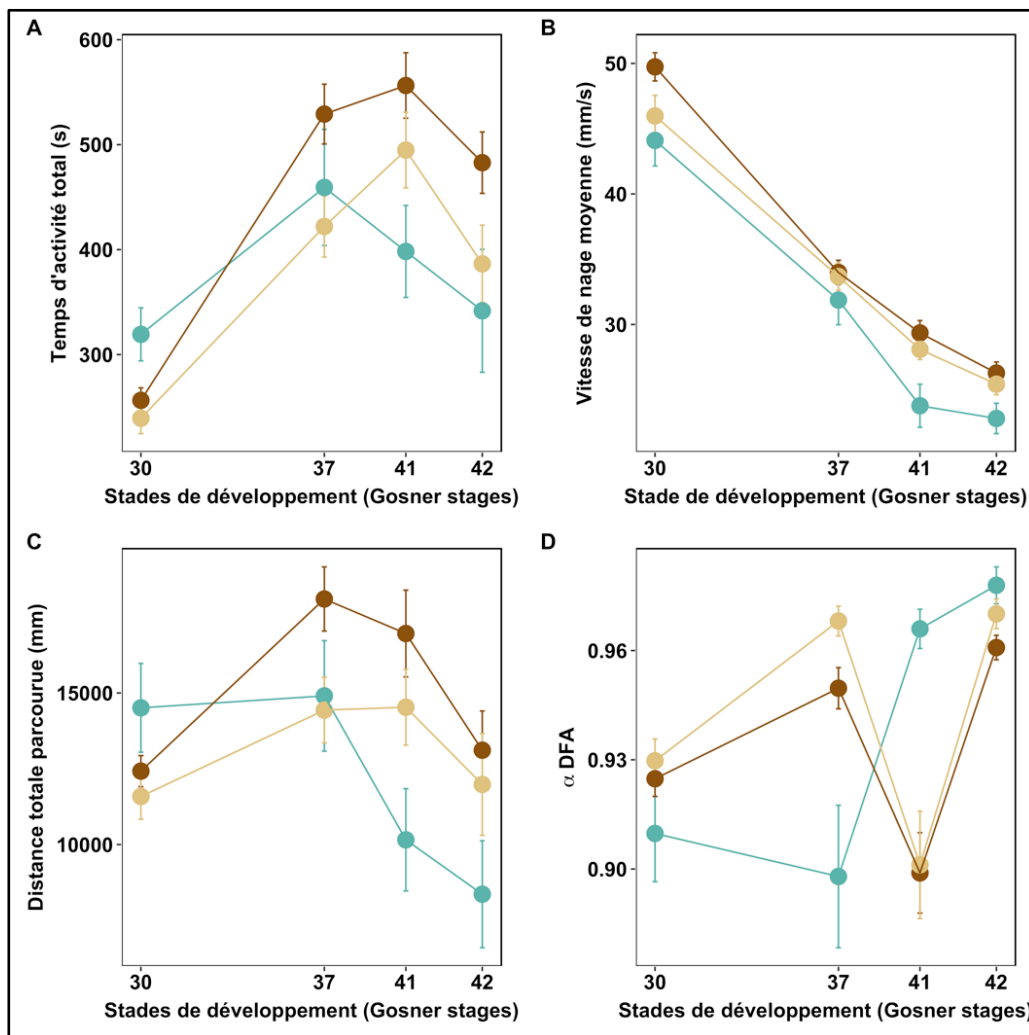 A
Temps d'activité total (s)
600
500
400
300
30 37 41 42
Stades de développement (Gosner stages)
B
Vitesse de nage moyenne (mm/s)
50
40
30
30 37 41 42
Stade de développement (Gosner stages)
C
Distance totale parcourue (mm)
15000
10000
30 37 41 42
Stades de développement (Gosner stages)
D
α DFA
0.96
0.93
0.90
30 37 41 42
Stades de développement (Gosner stages)